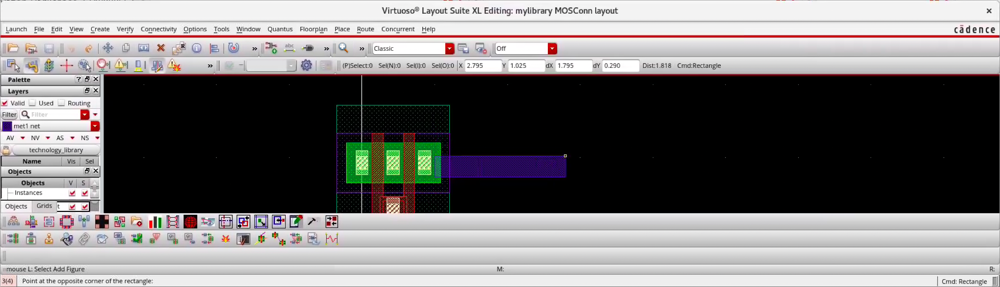 Virtuoso® Layout Suite XL Editing: mylibrary MOSConn layout
Launch File Edit View Create Verify Connectivity Options Tools Window Quantus Floorplan Place Route Concurrent Help cādence
R abc Classic Off
(P)Select:0 Sel(N):0 Sel(I):0 Sel(O):0 X 2.795 Y 1.025 dX 1.795 dY 0.290 Dist:1.818 Cmd:Rectangle
Palette
Layers
Valid Used Routing
Filter Filter
met1 net
AV NV AS NS
technology_library
Name Vis Sel
Objects
Objects V S
Instances
Objects Grids t
mouse L: Select Add Figure M: R:
3(4) Point at the opposite corner of the rectangle: Cmd: Rectangle